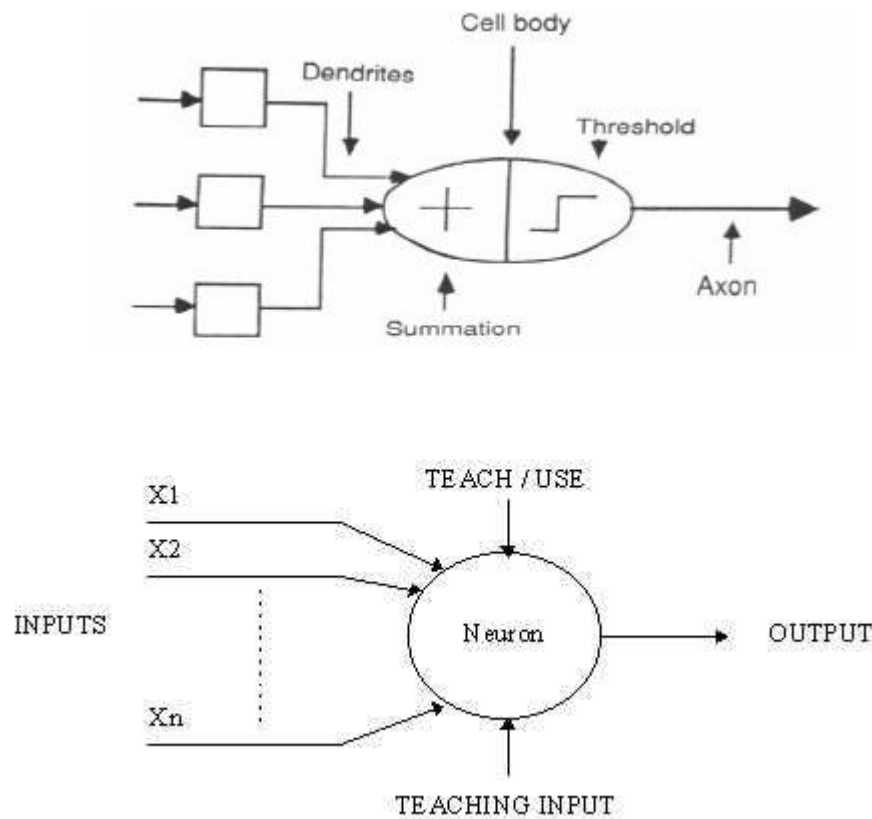 Cell body
Dendrites
Threshold
Axon
Summation
TEACH / USE
X1
X2
INPUTS
Neuron
OUTPUT
Xn
TEACHING INPUT